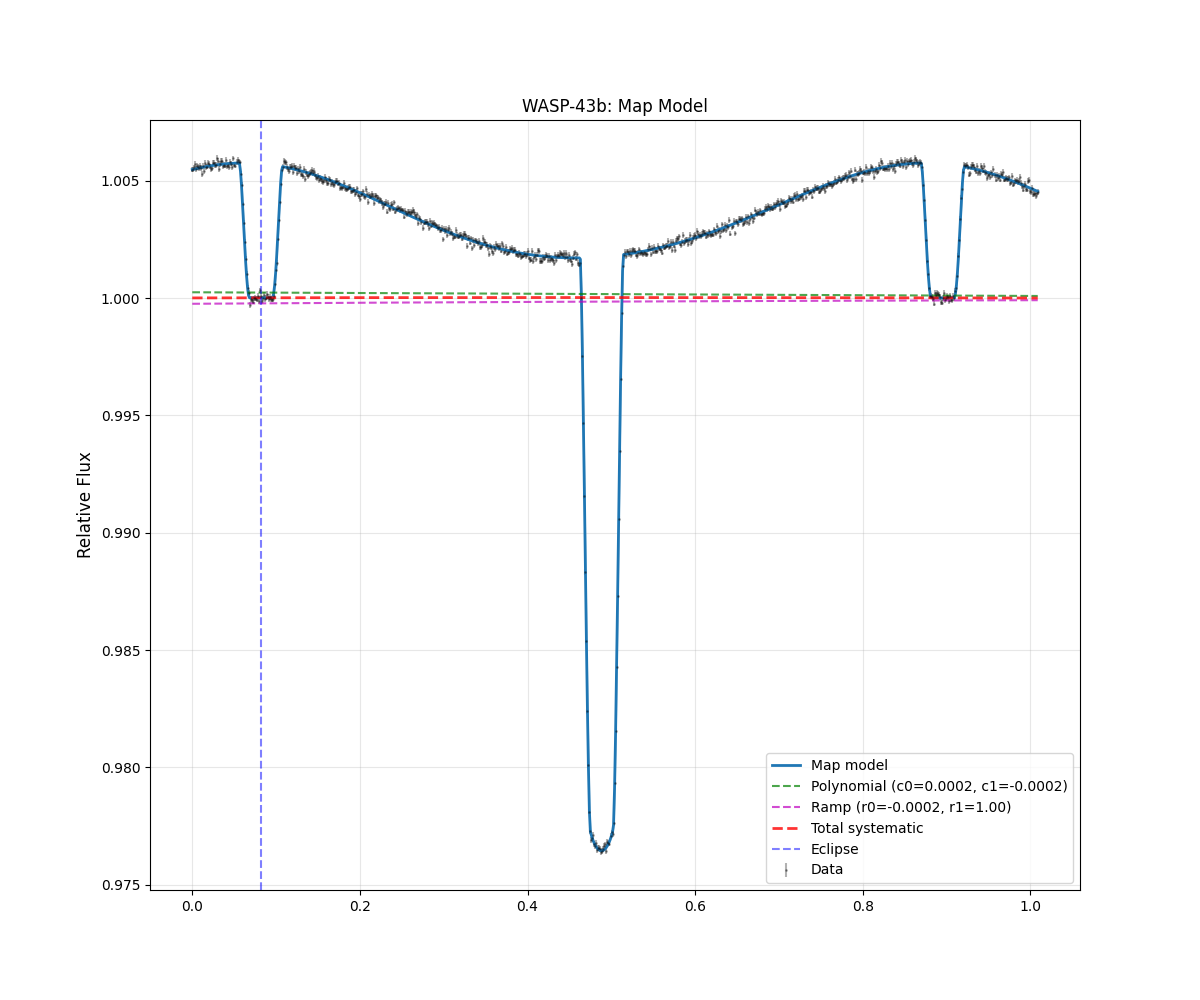 WASP-43b: Map Model
Relative Flux
1.005
1.000
0.995
0.990
0.985
0.980
0.975
0.0
0.2
0.4
0.6
0.8
1.0
Map model
Polynomial (c0=0.0002, c1=-0.0002)
Ramp (r0=-0.0002, r1=1.00)
Total systematic
Eclipse
Data